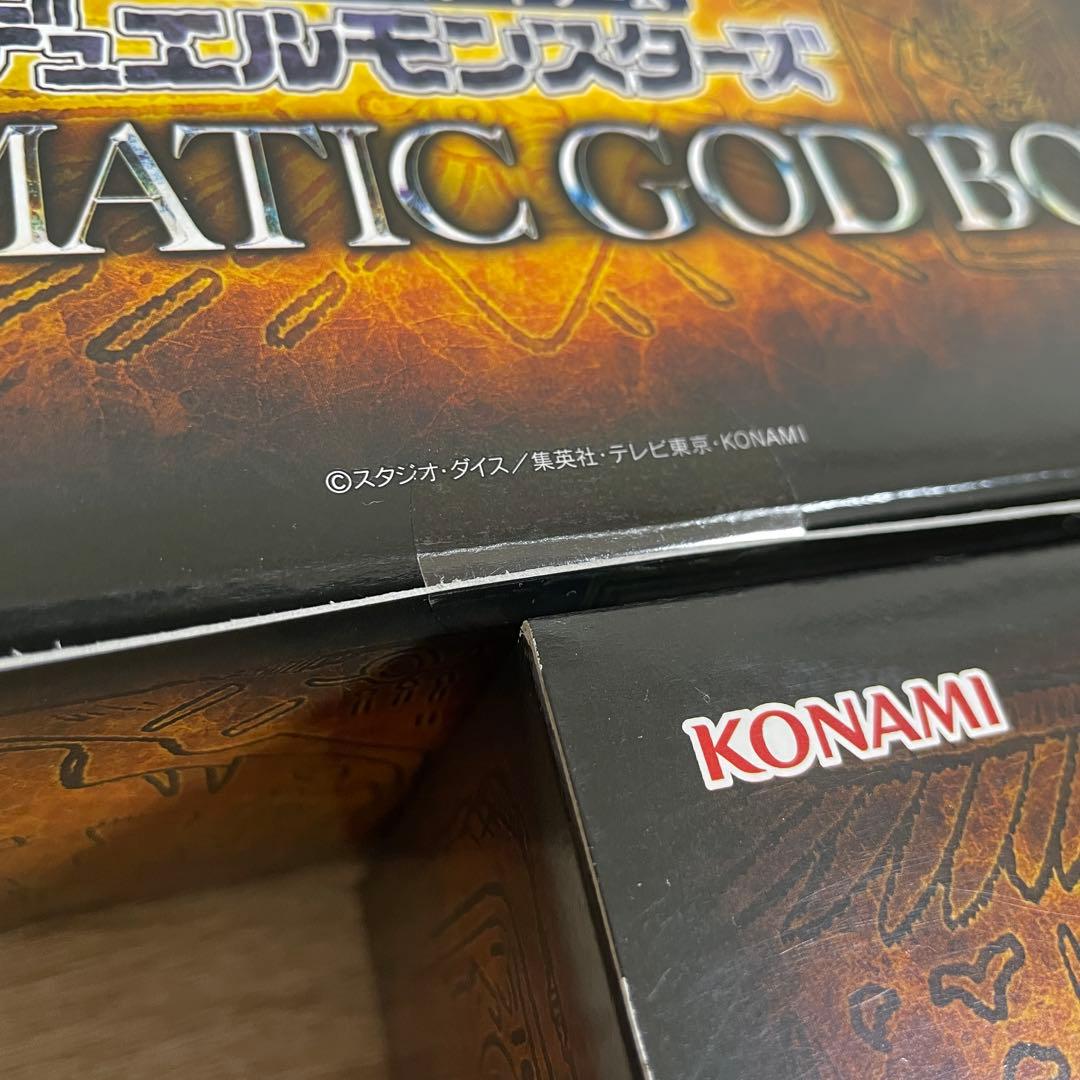 デュエルモンスターズ
MATIC GOD BO
©スタジオ・ダイス／集英社・テレビ東京・KONAMI
KONAMI